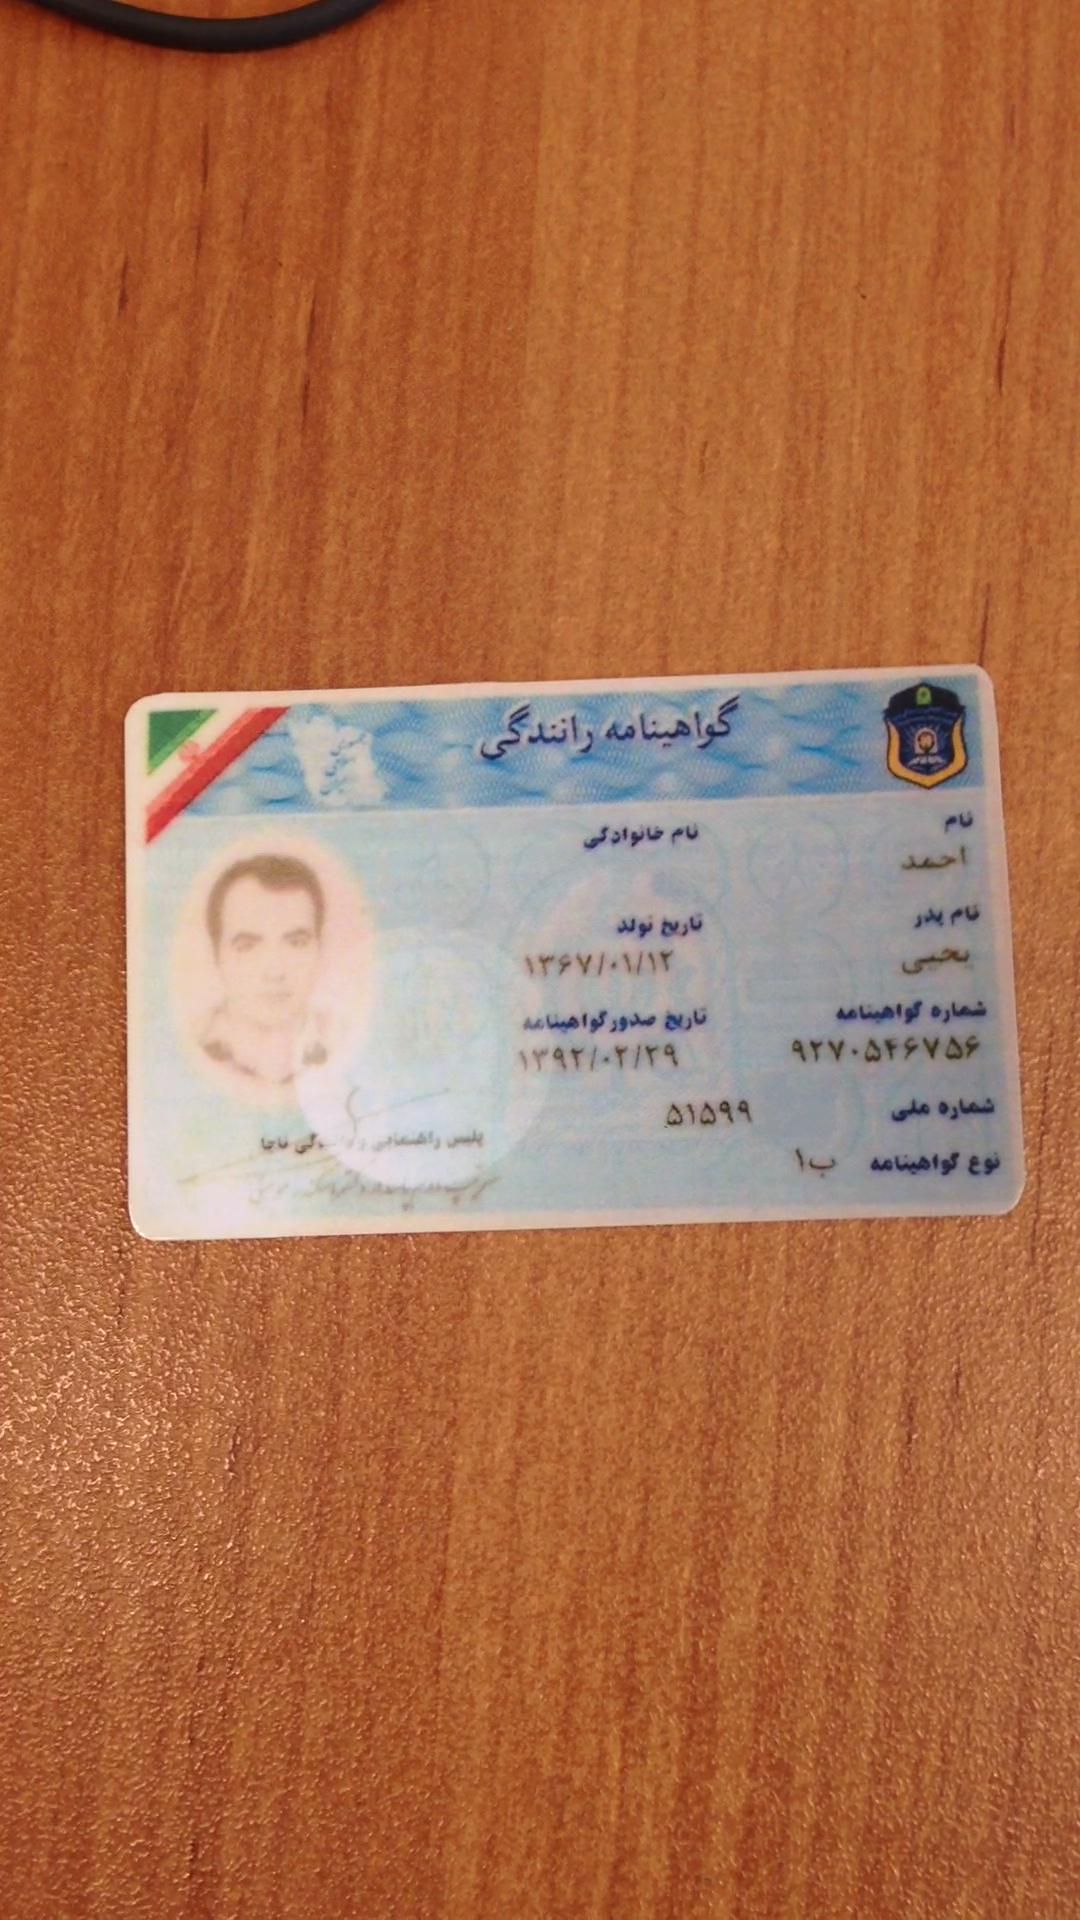 گواهینامه رانندگی
نام
احمد
نام خانوادگی
نام پدر
یحیی
تاریخ تولد
۱۳۶۷/۰۱/۱۲
شماره گواهینامه
۹۲۷۰۵۴۶۷۵۶
تاریخ صدور گواهینامه
۱۳۹۲/۰۲/۲۹
شماره ملی
۵۱۵۹۹
نوع گواهینامه ب۱
پلیس راهنمایی و رانندگی ناجا